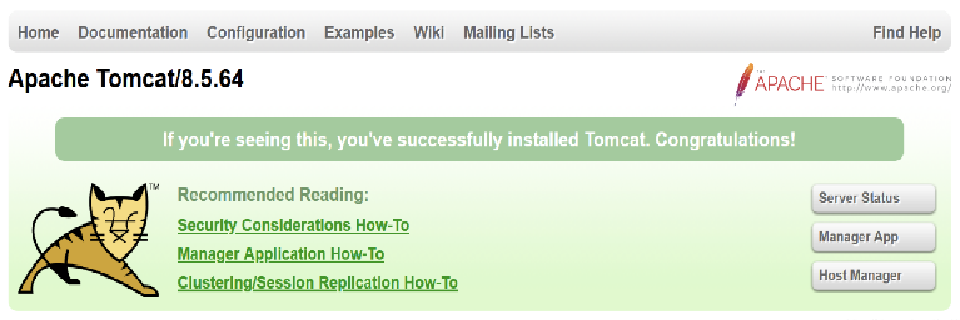 Home Documentation Configuration Examples Wiki Mailing Lists Find Help
Apache Tomcat/8.5.64
THE
APACHE SOFTWARE FOUNDATION
http://www.apache.org/
If you're seeing this, you've successfully installed Tomcat. Congratulations!
TM
Recommended Reading:
Security Considerations How-To
Manager Application How-To
Clustering/Session Replication How-To
Server Status
Manager App
Host Manager